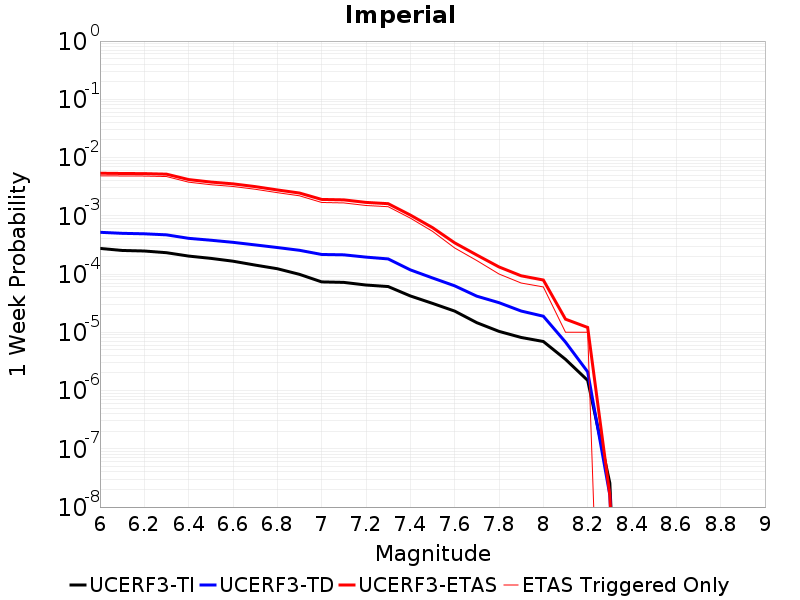 Imperial
1 Week Probability
10^0
10^-1
10^-2
10^-3
10^-4
10^-5
10^-6
10^-7
10^-8
6 6.2 6.4 6.6 6.8 7 7.2 7.4 7.6 7.8 8 8.2 8.4 8.6 8.8 9
Magnitude
UCERF3-TI UCERF3-TD UCERF3-ETAS ETAS Triggered Only